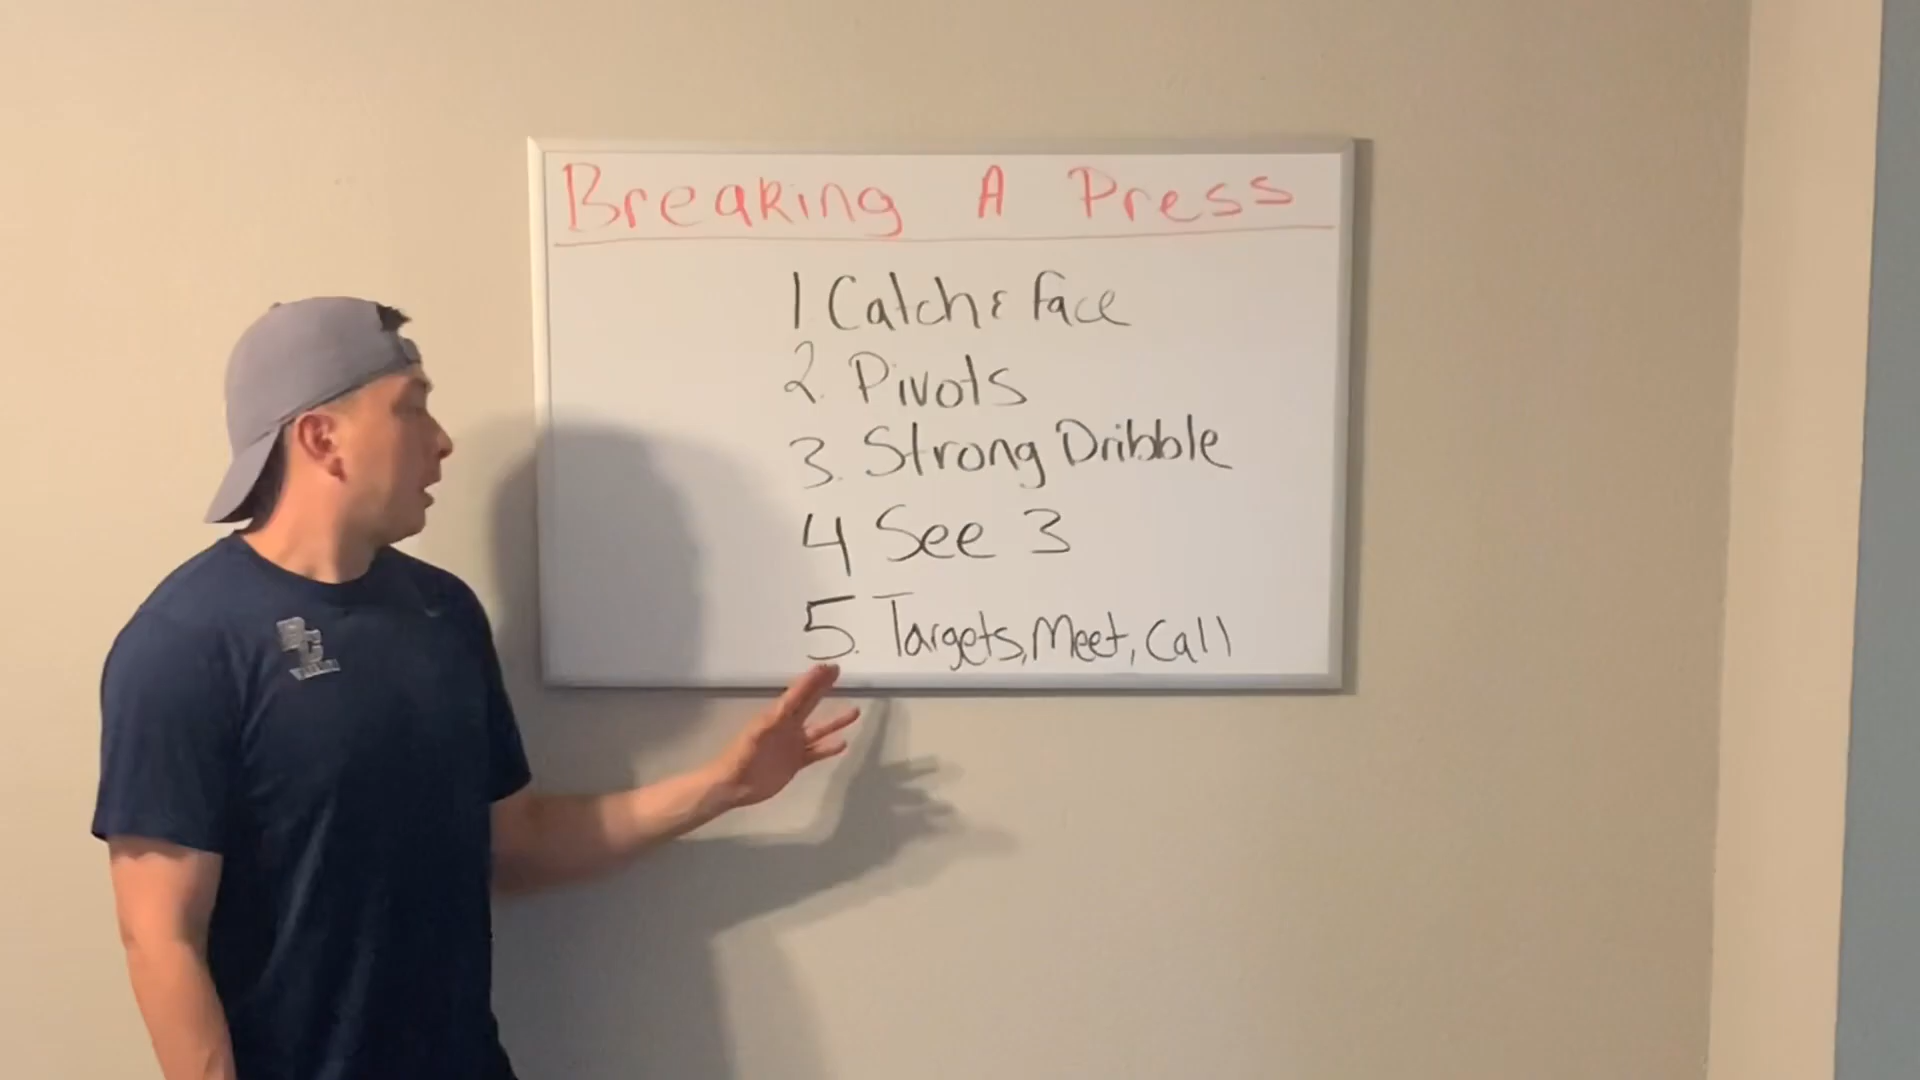 Breaking A Press
1 Catch & Face
2. Pivots
3. Strong Dribble
4 See 3
5. Targets, Meet, Call